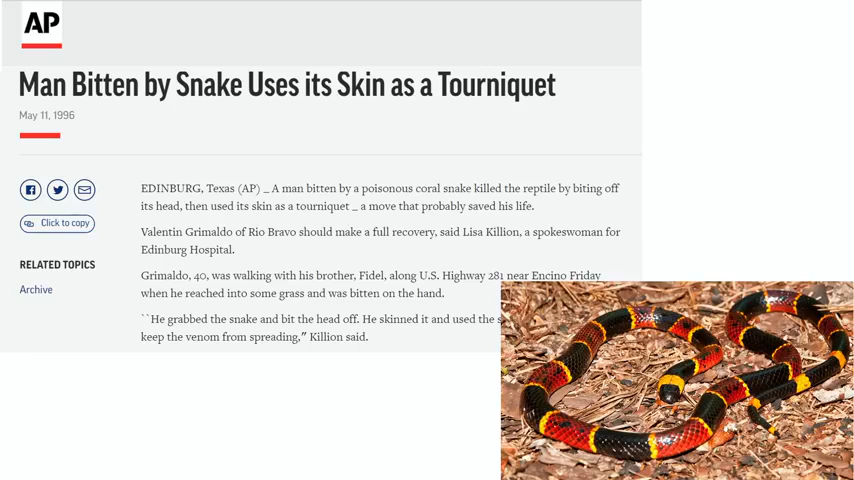 AP
Man Bitten by Snake Uses its Skin as a Tourniquet
May 11, 1996
EDINBURG, Texas (AP) _ A man bitten by a poisonous coral snake killed the reptile by biting off
its head, then used its skin as a tourniquet _ a move that probably saved his life.
Valentin Grimaldo of Rio Bravo should make a full recovery, said Lisa Killion, a spokeswoman for
Edinburg Hospital.
Grimaldo, 40, was walking with his brother, Fidel, along U.S. Highway 281 near Encino Friday
when he reached into some grass and was bitten on the hand.
``He grabbed the snake and bit the head off. He skinned it and used the
keep the venom from spreading,″ Killion said.
Click to copy
RELATED TOPICS
Archive